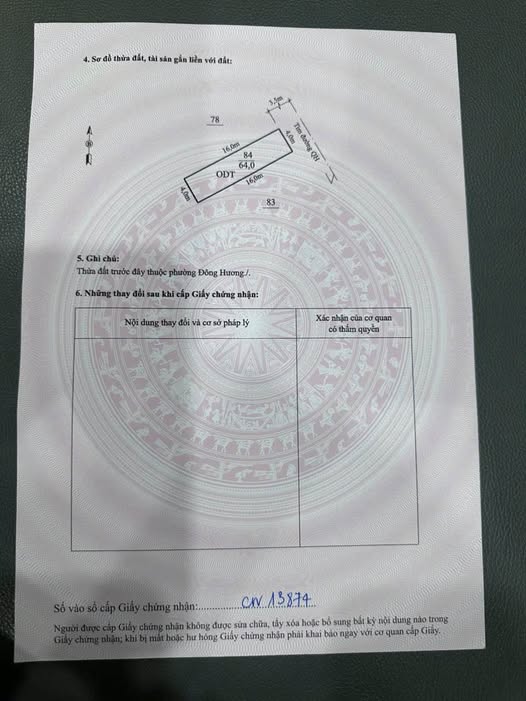 4. Sơ đồ thửa đất, tài sản gắn liền với đất:
3,5m
78
Tim đường QH
16,0m
4,0m
84
64,0
ODT
16,0m
4,0m
83
5. Ghi chú:
Thửa đất trước đây thuộc phường Đông Hương./.
6. Những thay đổi sau khi cấp Giấy chứng nhận:
Nội dung thay đổi và cơ sở pháp lý
Xác nhận của cơ quan
có thẩm quyền
Số vào sổ cấp Giấy chứng nhận:..................CN 13874
Người được cấp Giấy chứng nhận không được sửa chữa, tẩy xóa hoặc bổ sung bất kỳ nội dung nào trong
Giấy chứng nhận; khi bị mất hoặc hư hỏng Giấy chứng nhận phải khai báo ngay với cơ quan cấp Giấy.